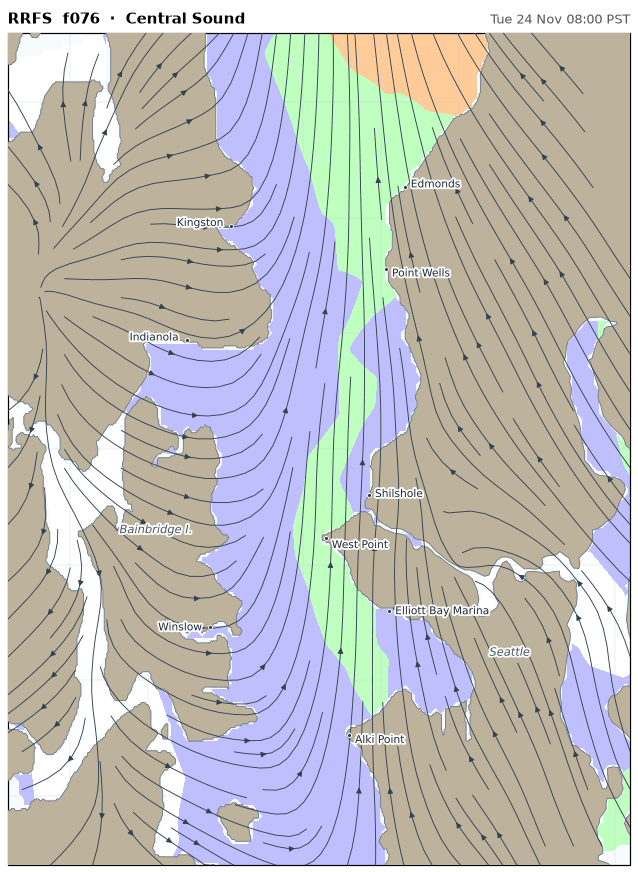 RRFS f076 · Central Sound
Tue 24 Nov 08:00 PST
Edmonds
Kingston
Point Wells
Indianola
Shilshole
Bainbridge I.
West Point
Elliott Bay Marina
Winslow
Seattle
Alki Point